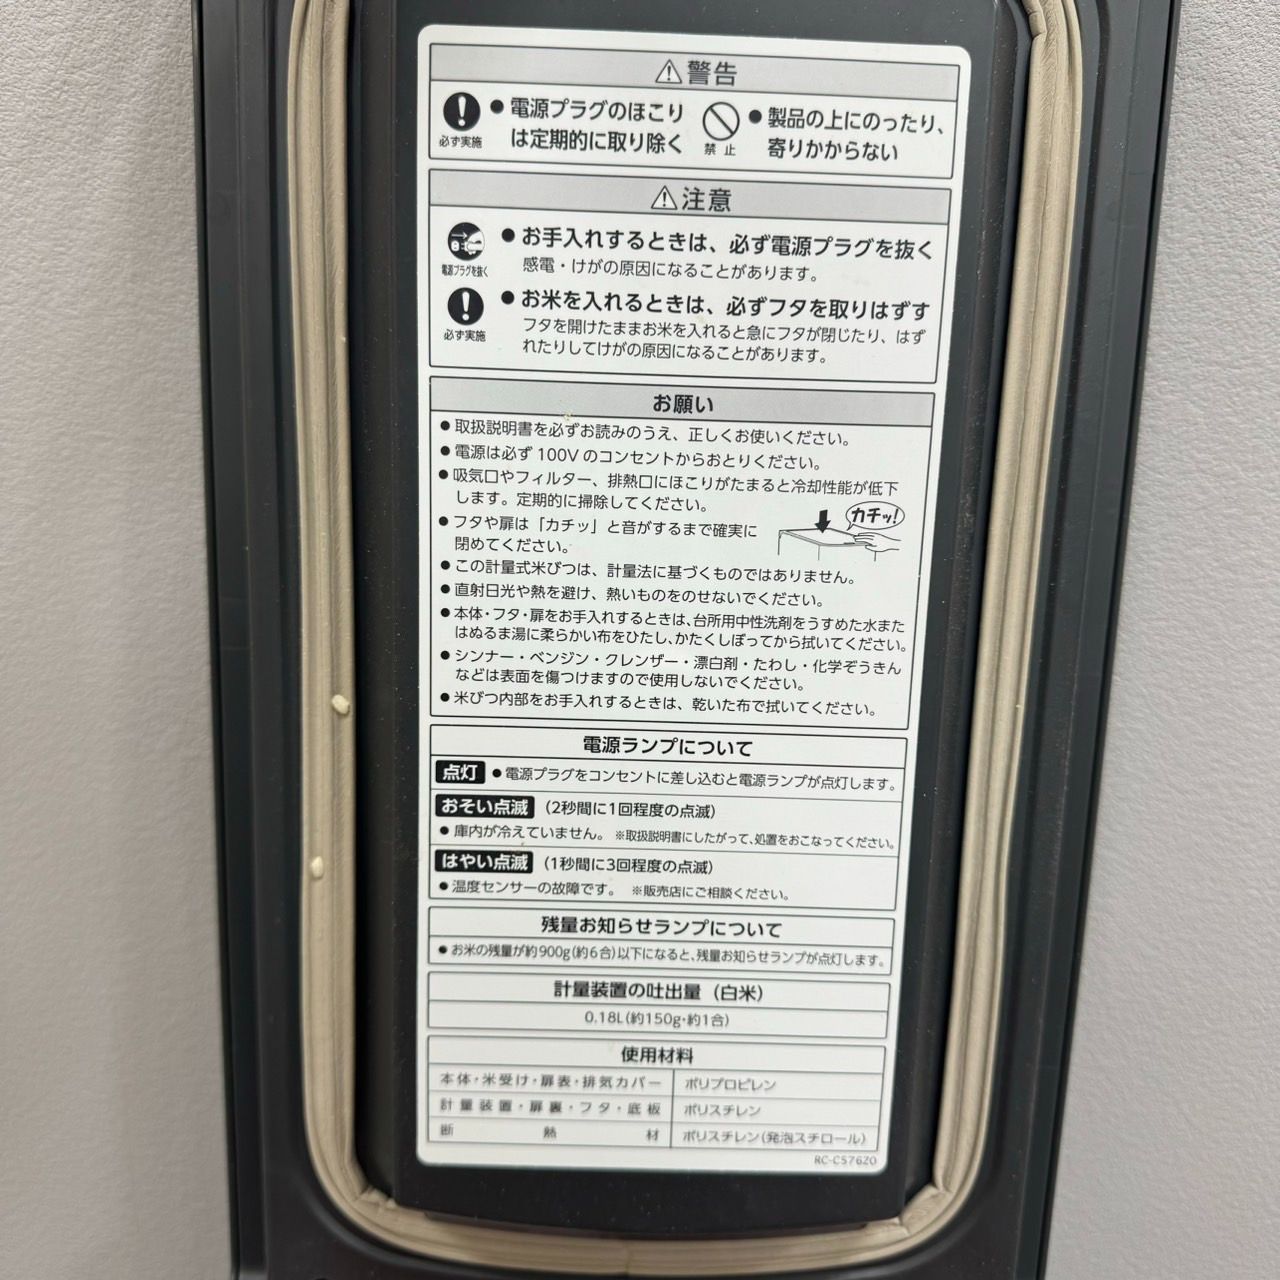 ⚠警告
●電源プラグのほこり
は定期的に取り除く
必ず実施
●製品の上にのったり、
寄りかからない
禁止
⚠注意
●お手入れするときは、必ず電源プラグを抜く
感電・けがの原因になることがあります。
電源プラグを抜く
●お米を入れるときは、必ずフタを取りはずす
フタを開けたままお米を入れると急にフタが閉じたり、はず
れたりしてけがの原因になることがあります。
必ず実施
お願い
●取扱説明書を必ずお読みのうえ、正しくお使いください。
●電源は必ず100Vのコンセントからおとりください。
●吸気口やフィルター、排熱口にほこりがたまると冷却性能が低下
します。定期的に掃除してください。
●フタや扉は「カチッ」と音がするまで確実に
閉めてください。
カチッ!
●この計量式米びつは、計量法に基づくものではありません。
●直射日光や熱を避け、熱いものをのせないでください。
●本体・フタ・扉をお手入れするときは、台所用中性洗剤をうすめた水また
はぬるま湯に柔らかい布をひたし、かたくしぼってから拭いてください。
●シンナー・ベンジン・クレンザー・漂白剤・たわし・化学ぞうきん
などは表面を傷つけますので使用しないでください。
●米びつ内部をお手入れするときは、乾いた布で拭いてください。
電源ランプについて
点灯 ●電源プラグをコンセントに差し込むと電源ランプが点灯します。
おそい点滅 (2秒間に1回程度の点滅)
●庫内が冷えていません。 ※取扱説明書にしたがって、処置をおこなってください。
はやい点滅 (1秒間に3回程度の点滅)
●温度センサーの故障です。 ※販売店にご相談ください。
残量お知らせランプについて
●お米の残量が約900g(約6合)以下になると、残量お知らせランプが点灯します。
計量装置の吐出量(白米)
0.18L(約150g・約1合)
使用材料
本体・米受け・扉表・排気カバー ポリプロピレン
計量装置・扉裏・フタ・底板 ポリスチレン
断熱材 ポリスチレン(発泡スチロール)
RC-C576Z0